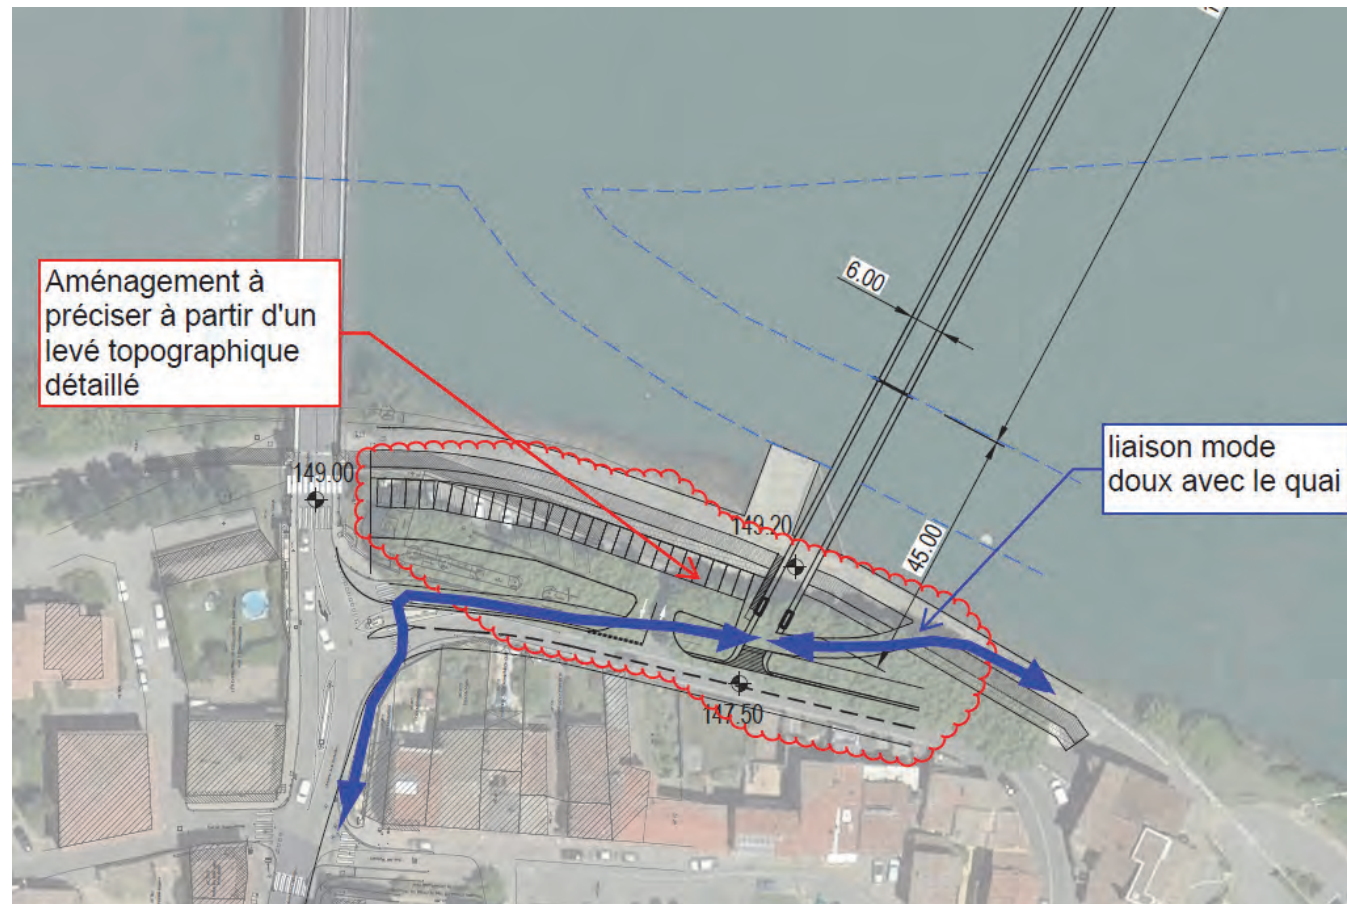 6.00
Aménagement à
préciser à partir d'un
levé topographique
détaillé
liaison mode
doux avec le quai
149.00
149.20
45.00
147.50